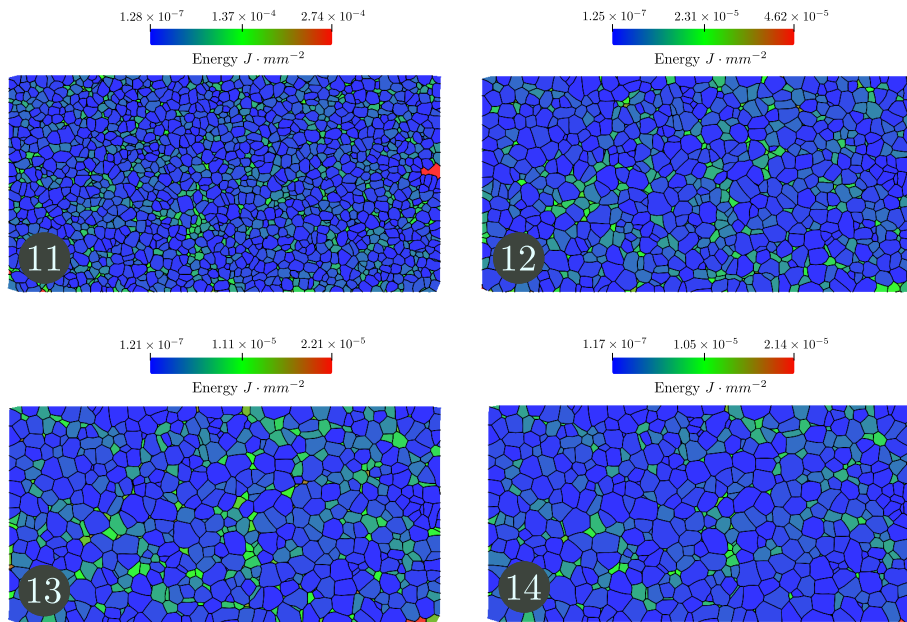 1.28 × 10⁻⁷ 1.37 × 10⁻⁴ 2.74 × 10⁻⁴
Energy J · mm⁻²
11
1.25 × 10⁻⁷ 2.31 × 10⁻⁵ 4.62 × 10⁻⁵
Energy J · mm⁻²
12
1.21 × 10⁻⁷ 1.11 × 10⁻⁵ 2.21 × 10⁻⁵
Energy J · mm⁻²
13
1.17 × 10⁻⁷ 1.05 × 10⁻⁵ 2.14 × 10⁻⁵
Energy J · mm⁻²
14